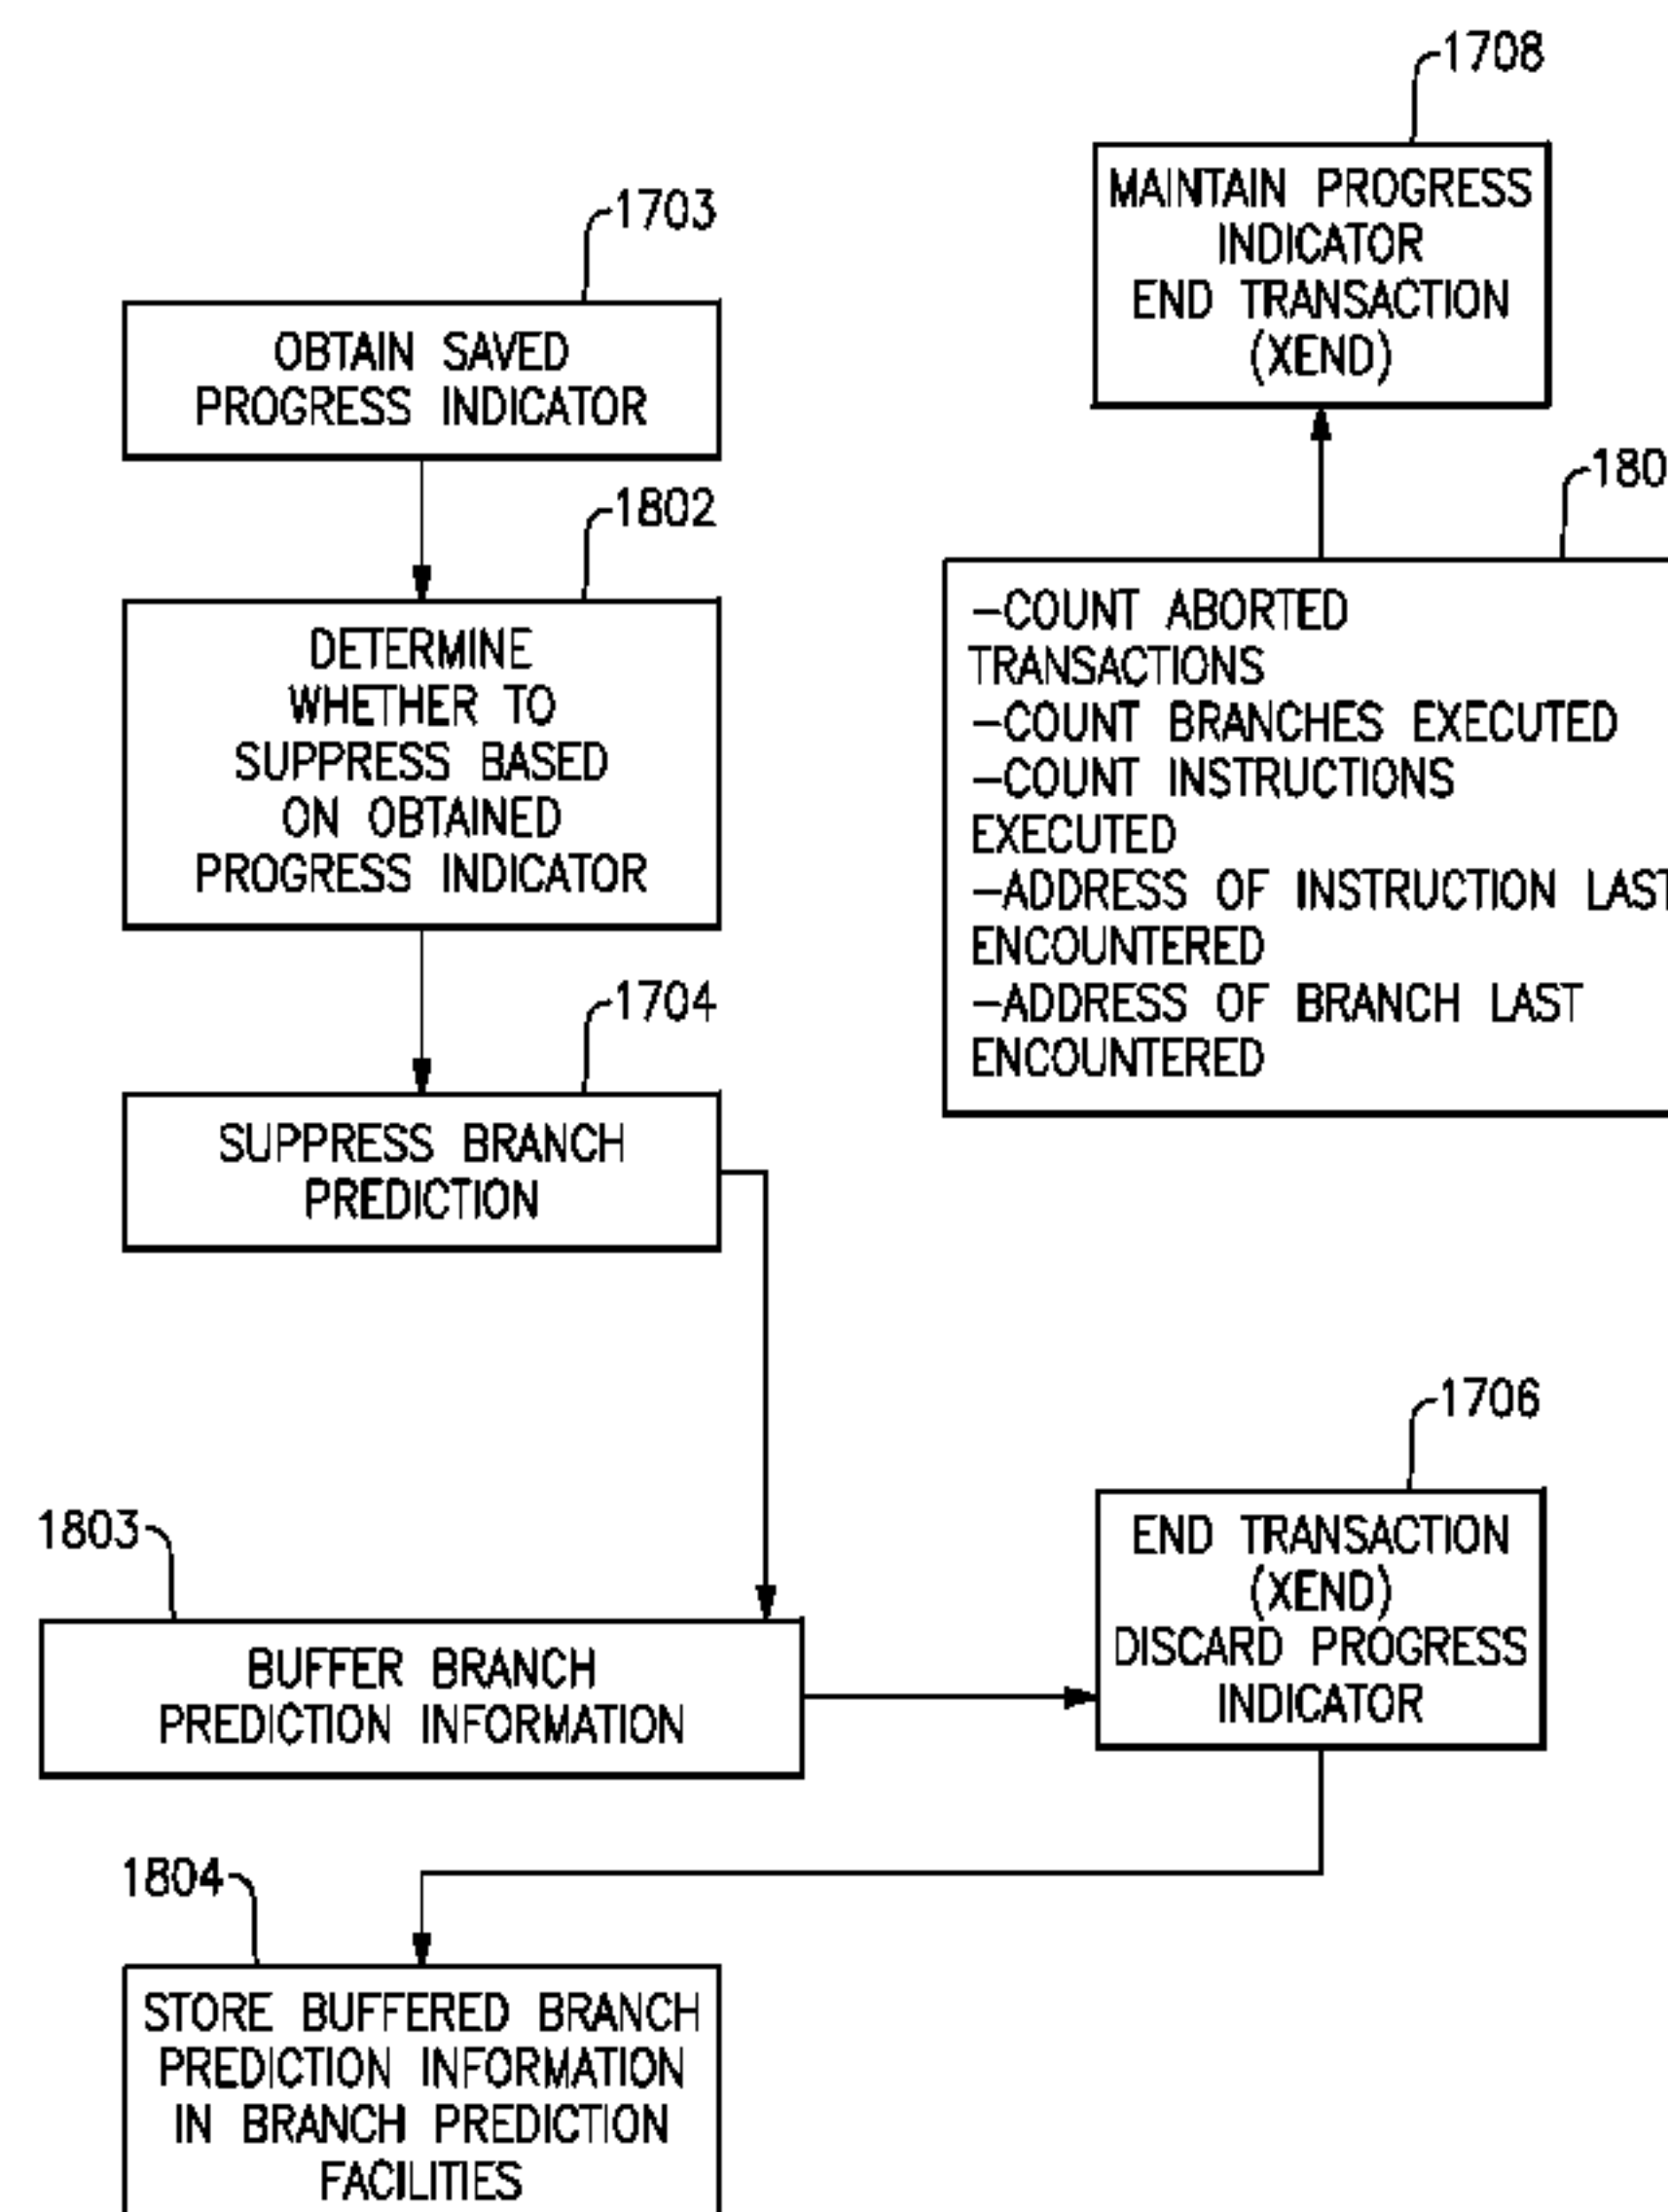 1703
OBTAIN SAVED
PROGRESS INDICATOR
1802
DETERMINE
WHETHER TO
SUPPRESS BASED
ON OBTAINED
PROGRESS INDICATOR
1704
SUPPRESS BRANCH
PREDICTION
1708
MAINTAIN PROGRESS
INDICATOR
END TRANSACTION
(XEND)
-COUNT ABORTED
TRANSACTIONS
-COUNT BRANCHES EXECUTED
-COUNT INSTRUCTIONS
EXECUTED
-ADDRESS OF INSTRUCTION LAST
ENCOUNTERED
-ADDRESS OF BRANCH LAST
ENCOUNTERED
1803
BUFFER BRANCH
PREDICTION INFORMATION
1706
END TRANSACTION
(XEND)
DISCARD PROGRESS
INDICATOR
1804
STORE BUFFERED BRANCH
PREDICTION INFORMATION
IN BRANCH PREDICTION
FACILITIES